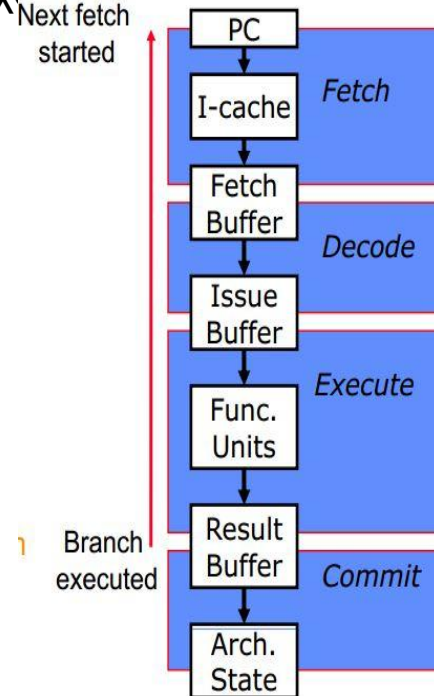 Next fetch
started
PC
I-cache
Fetch
Fetch
Buffer
Decode
Issue
Buffer
Execute
Func.
Units
Branch
executed
Result
Buffer
Commit
Arch.
State